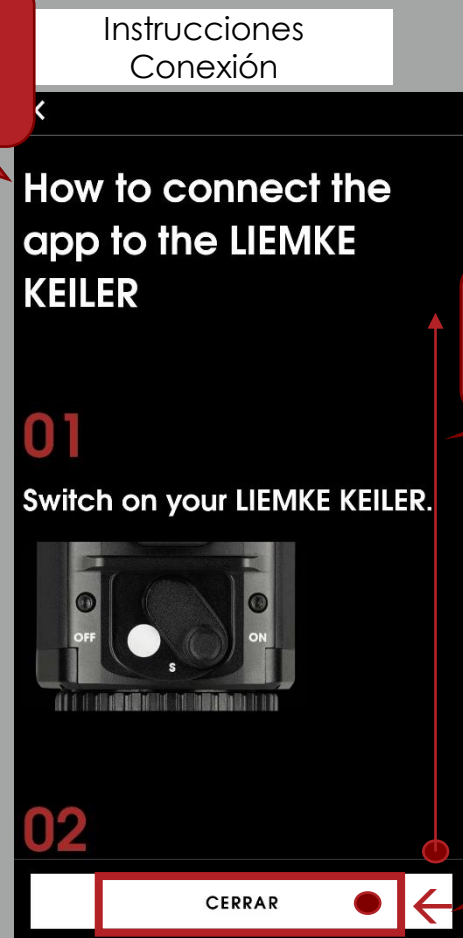 Instrucciones
Conexión
How to connect the
app to the LIEMKE
KEILER
01
Switch on your LIEMKE KEILER.
OFF
ON
S
02
CERRAR